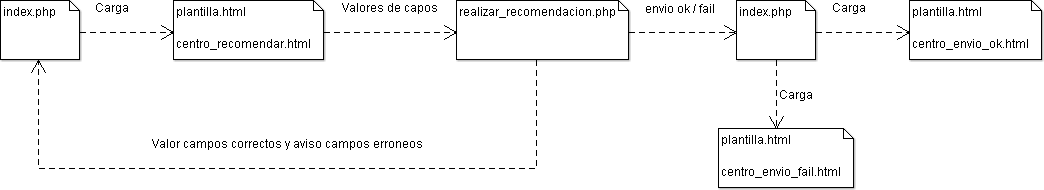 index.php
Carga
plantilla.html
centro_recomendar.html
Valores de capos
realizar_recomendacion.php
envio ok / fail
index.php
Carga
plantilla.html
centro_envio_ok.html
Carga
Valor campos correctos y aviso campos erroneos
plantilla.html
centro_envio_fail.html